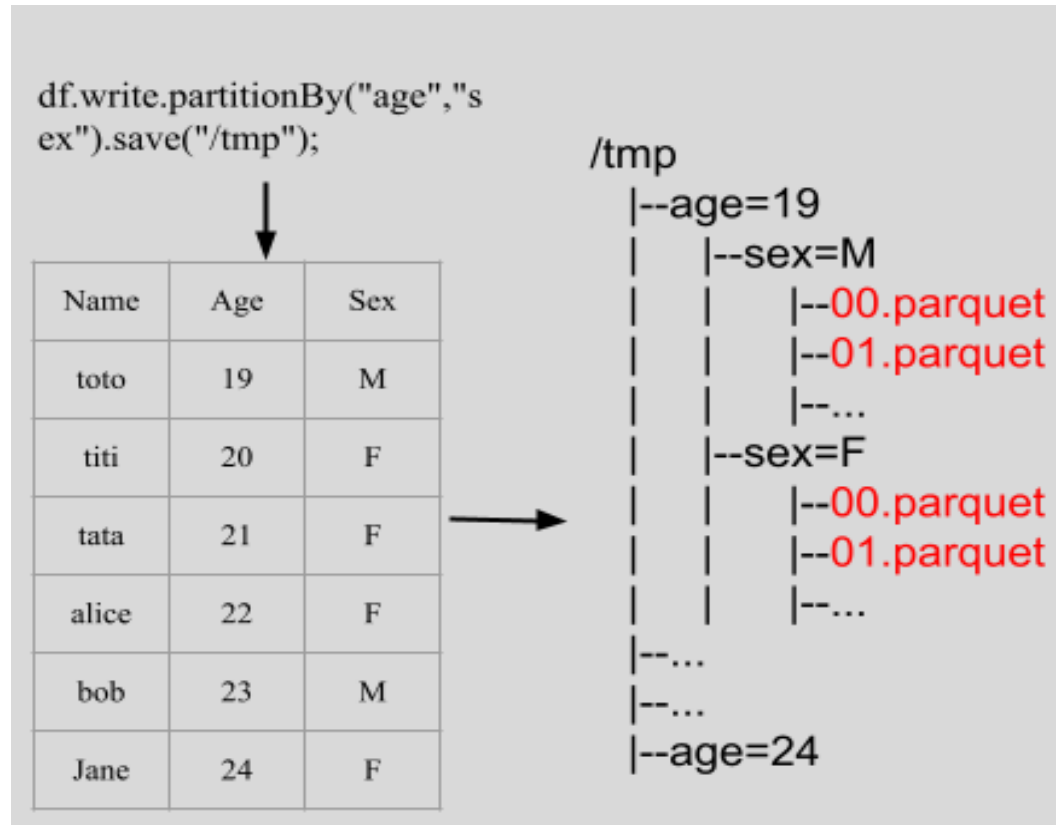 df.write.partitionBy("age","s
ex").save("/tmp");
Name Age Sex
toto 19 M
titi 20 F
tata 21 F
alice 22 F
bob 23 M
Jane 24 F
/tmp
|--age=19
| |--sex=M
| | |--00.parquet
| | |--01.parquet
| | |--...
| |--sex=F
| | |--00.parquet
| | |--01.parquet
| | |--...
|--...
|--...
|--age=24